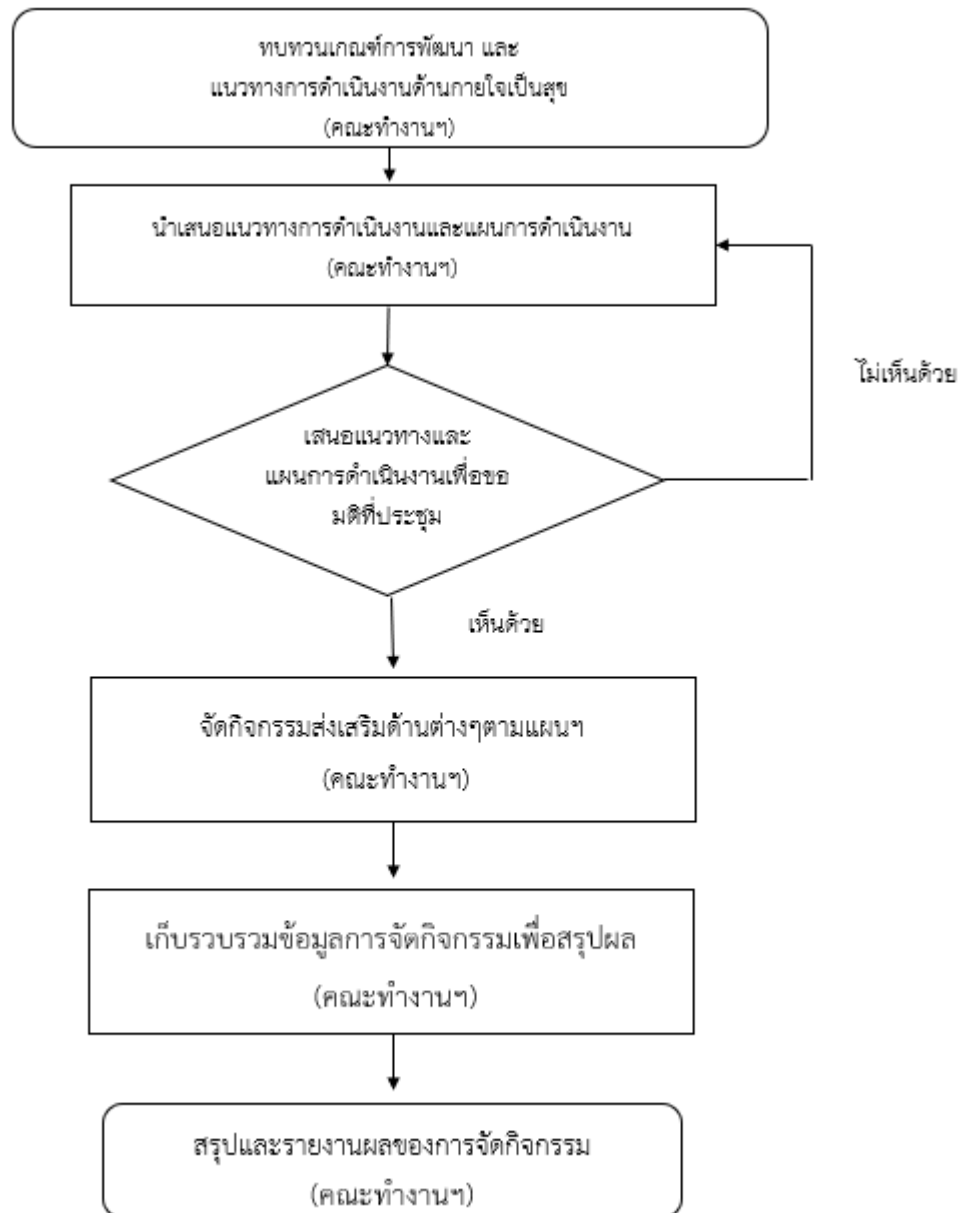 ทบทวนเกณฑ์การพัฒนา และ
แนวทางการดำเนินงานด้านกายใจเป็นสุข
(คณะทำงานฯ)
นำเสนอแนวทางการดำเนินงานและแผนการดำเนินงาน
(คณะทำงานฯ)
ไม่เห็นด้วย
เสนอแนวทางและ
แผนการดำเนินงานเพื่อขอ
มติที่ประชุม
เห็นด้วย
จัดกิจกรรมส่งเสริมด้านต่างๆตามแผนฯ
(คณะทำงานฯ)
เก็บรวบรวมข้อมูลการจัดกิจกรรมเพื่อสรุปผล
(คณะทำงานฯ)
สรุปและรายงานผลของการจัดกิจกรรม
(คณะทำงานฯ)